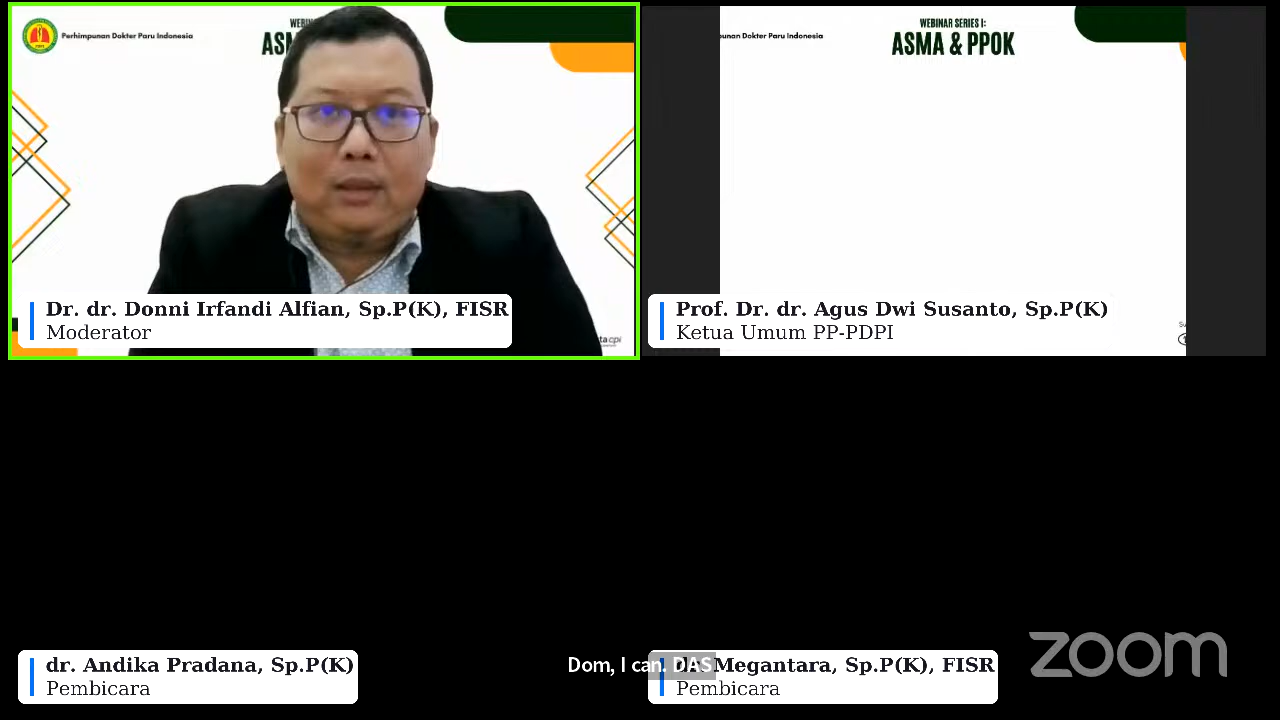 Perhimpunan Dokter Paru Indonesia
WEBINAR SERIES I:
ASMA & PPOK
Dr. dr. Donni Irfandi Alfian, Sp.P(K), FISR
Moderator
Dokter Paru Indonesia
Prof. Dr. dr. Agus Dwi Susanto, Sp.P(K)
Ketua Umum PP-PDPI
dr. Andika Pradana, Sp.P(K)
Pembicara
Dom, I can. DAS
Megantara, Sp.P(K), FISR
Pembicara
zoom